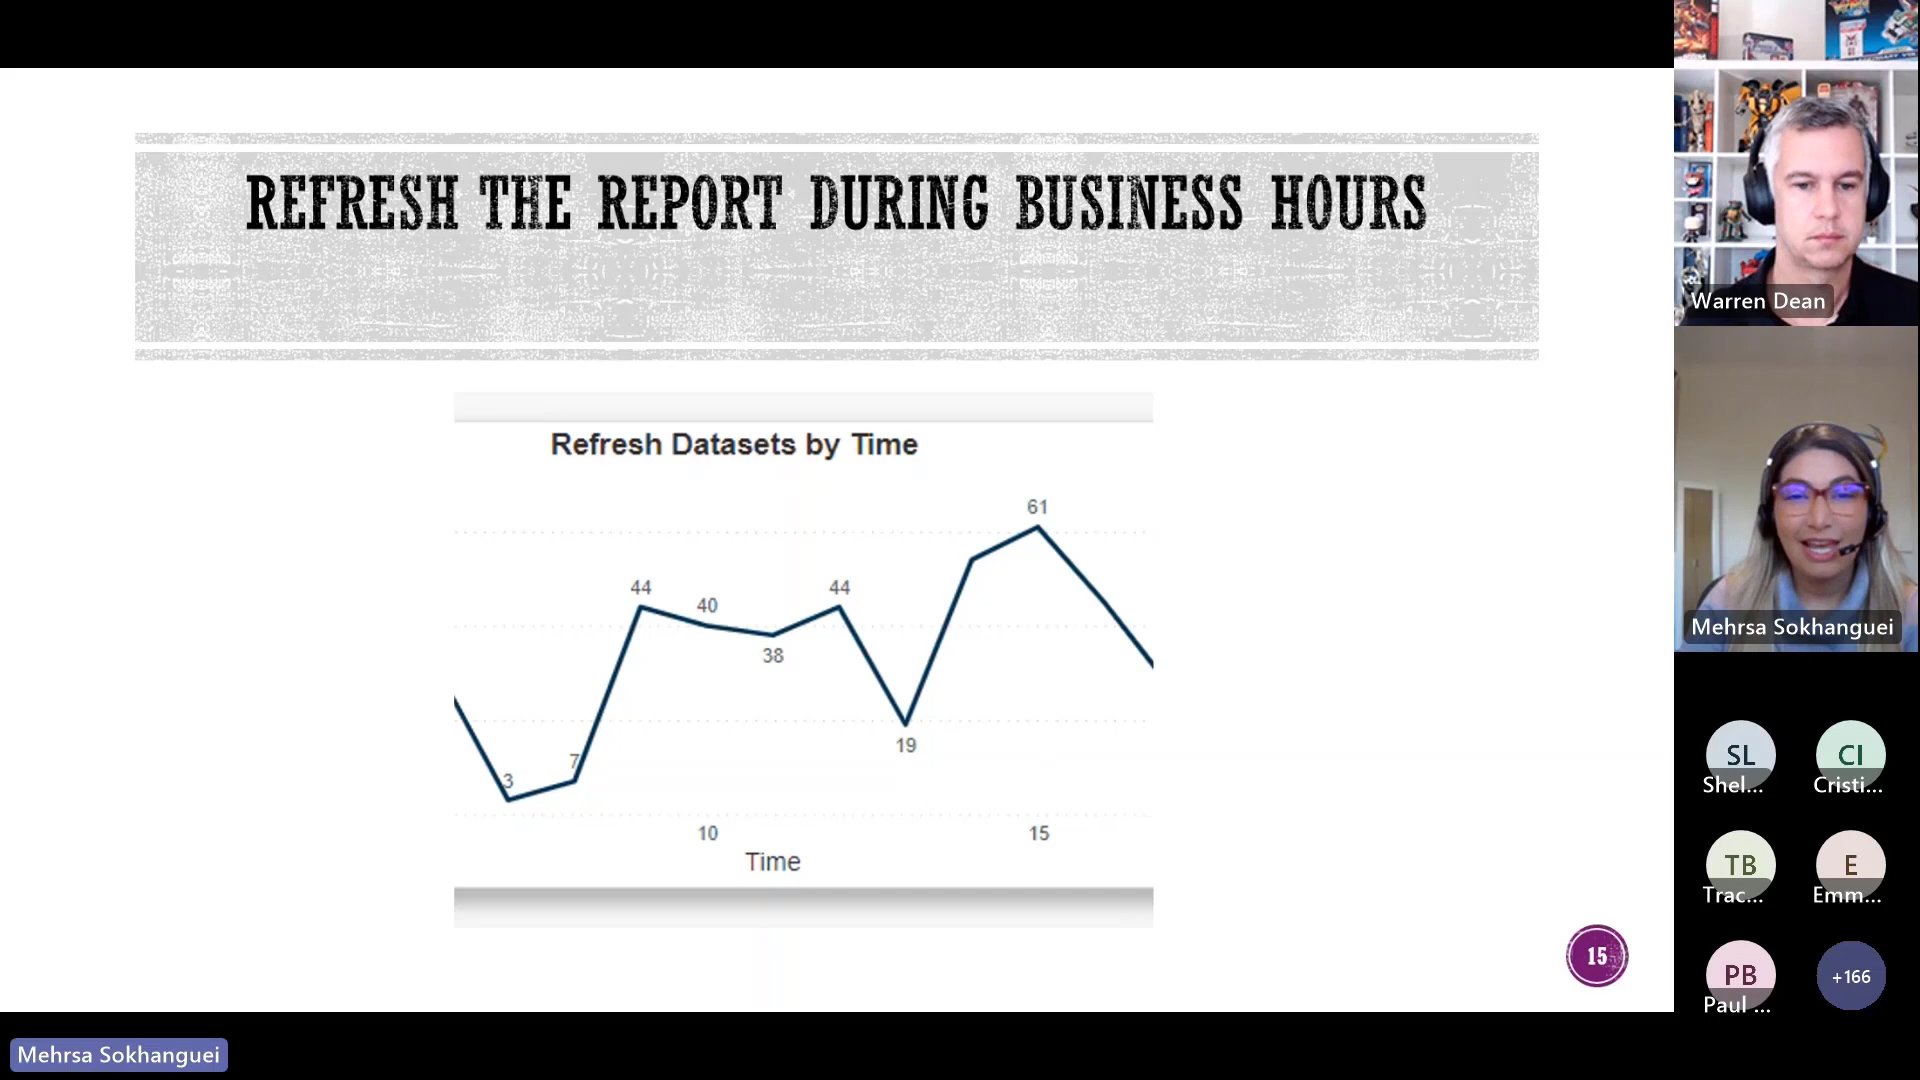 REFRESH THE REPORT DURING BUSINESS HOURS
Refresh Datasets by Time
61
44
40
44
38
19
7
3
10
15
Time
15
Warren Dean
Mehrsa Sokhanguei
SL
Shel...
CI
Cristi...
TB
Trac...
E
Emm...
PB
Paul ...
+166
Mehrsa Sokhanguei